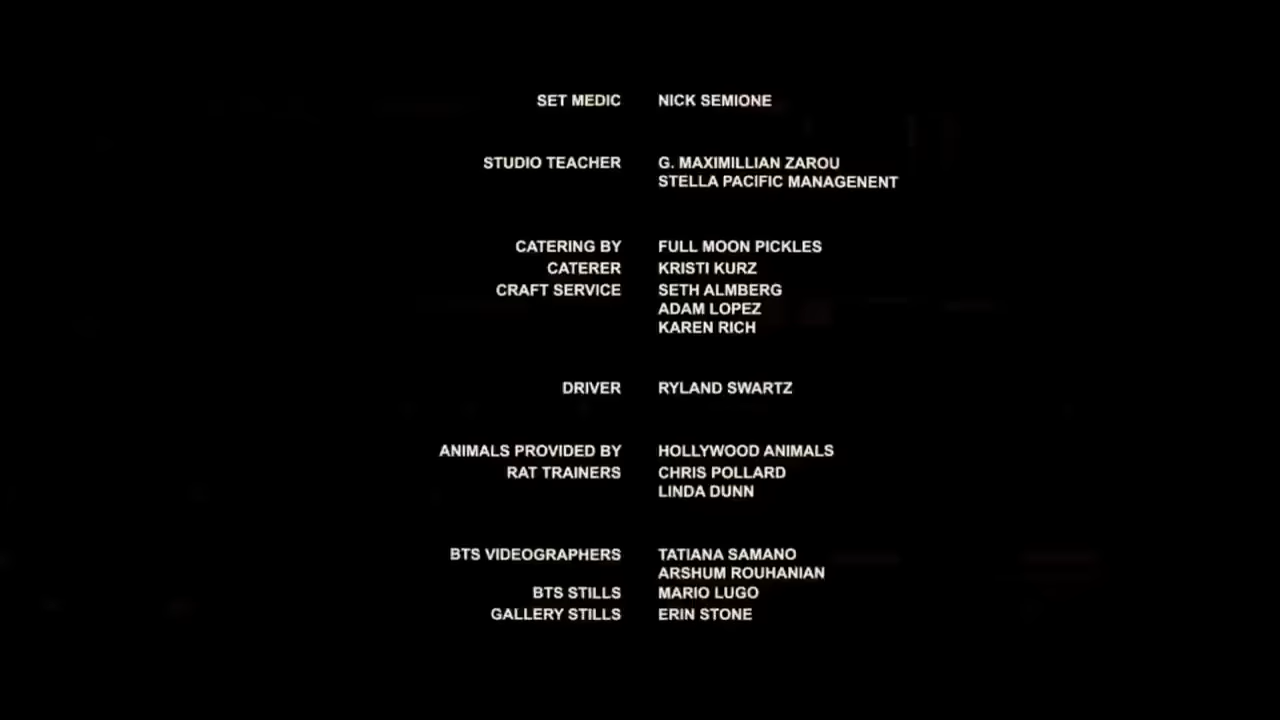 SET MEDIC NICK SEMIONE
STUDIO TEACHER G. MAXIMILLIAN ZAROU
STELLA PACIFIC MANAGENENT
CATERING BY FULL MOON PICKLES
CATERER KRISTI KURZ
CRAFT SERVICE SETH ALMBERG
ADAM LOPEZ
KAREN RICH
DRIVER RYLAND SWARTZ
ANIMALS PROVIDED BY HOLLYWOOD ANIMALS
RAT TRAINERS CHRIS POLLARD
LINDA DUNN
BTS VIDEOGRAPHERS TATIANA SAMANO
ARSHUM ROUHANIAN
BTS STILLS MARIO LUGO
GALLERY STILLS ERIN STONE